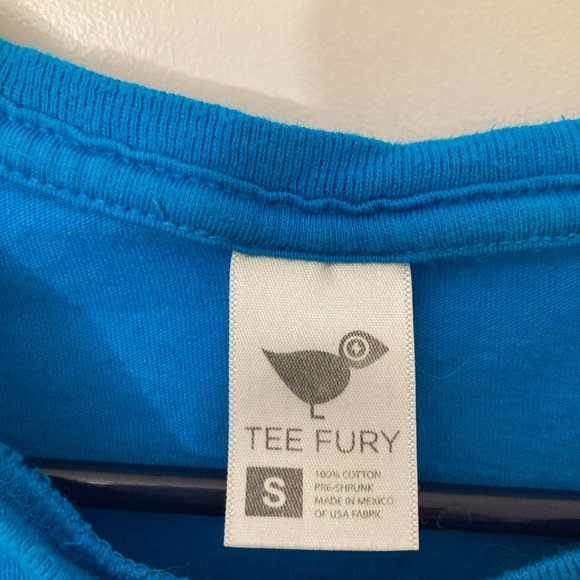 TEE FURY
S
100% COTTON
PRE-SHRUNK
MADE IN MEXICO
OF USA FABRIC